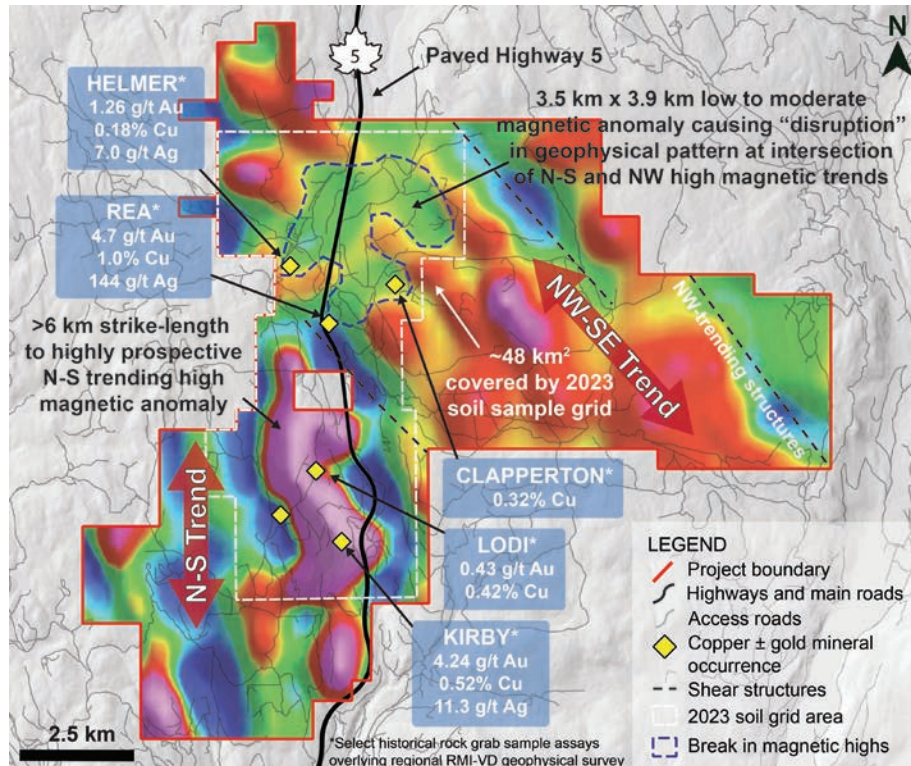 N
5
Paved Highway 5
HELMER*
1.26 g/t Au
0.18% Cu
7.0 g/t Ag
3.5 km x 3.9 km low to moderate
magnetic anomaly causing “disruption”
in geophysical pattern at intersection
of N-S and NW high magnetic trends
REA*
4.7 g/t Au
1.0% Cu
144 g/t Ag
>6 km strike-length
to highly prospective
N-S trending high
magnetic anomaly
~48 km²
covered by 2023
soil sample grid
NW-SE Trend
NW-trending structures
CLAPPERTON*
0.32% Cu
N-S Trend
LODI*
0.43 g/t Au
0.42% Cu
KIRBY*
4.24 g/t Au
0.52% Cu
11.3 g/t Ag
LEGEND
Project boundary
Highways and main roads
Access roads
Copper ± gold mineral
occurrence
Shear structures
2023 soil grid area
Break in magnetic highs
2.5 km
*Select historical rock grab sample assays
overlying regional RMI-VD geophysical survey